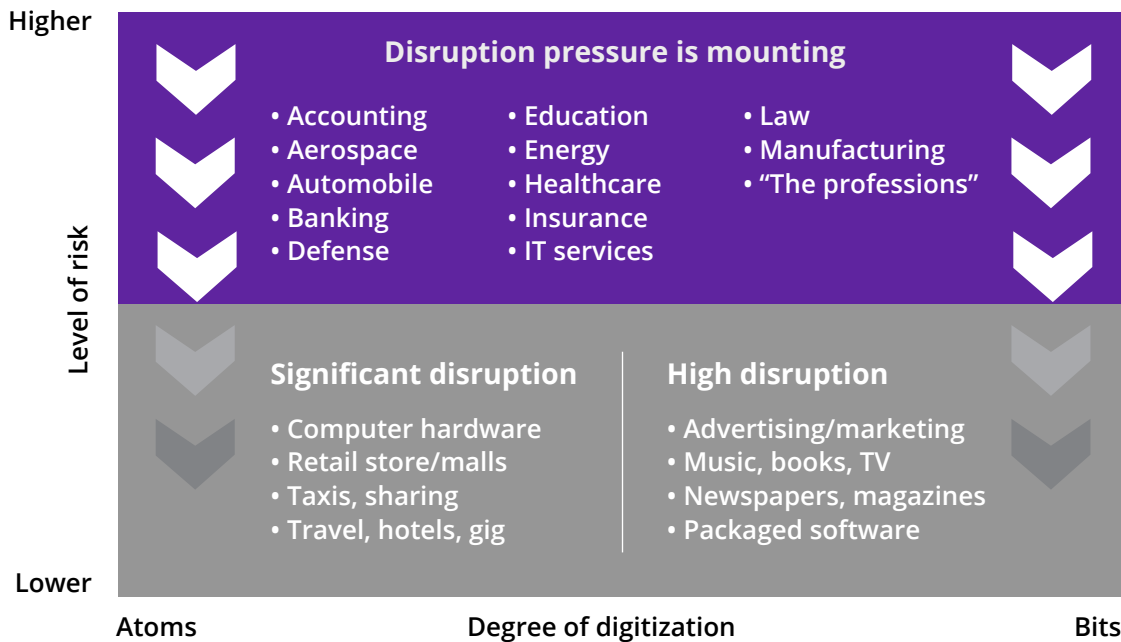 Higher
Disruption pressure is mounting
• Accounting
• Aerospace
• Automobile
• Banking
• Defense
• Education
• Energy
• Healthcare
• Insurance
• IT services
• Law
• Manufacturing
• “The professions”
Level of risk
Significant disruption
• Computer hardware
• Retail store/malls
• Taxis, sharing
• Travel, hotels, gig
High disruption
• Advertising/marketing
• Music, books, TV
• Newspapers, magazines
• Packaged software
Lower
Atoms
Degree of digitization
Bits